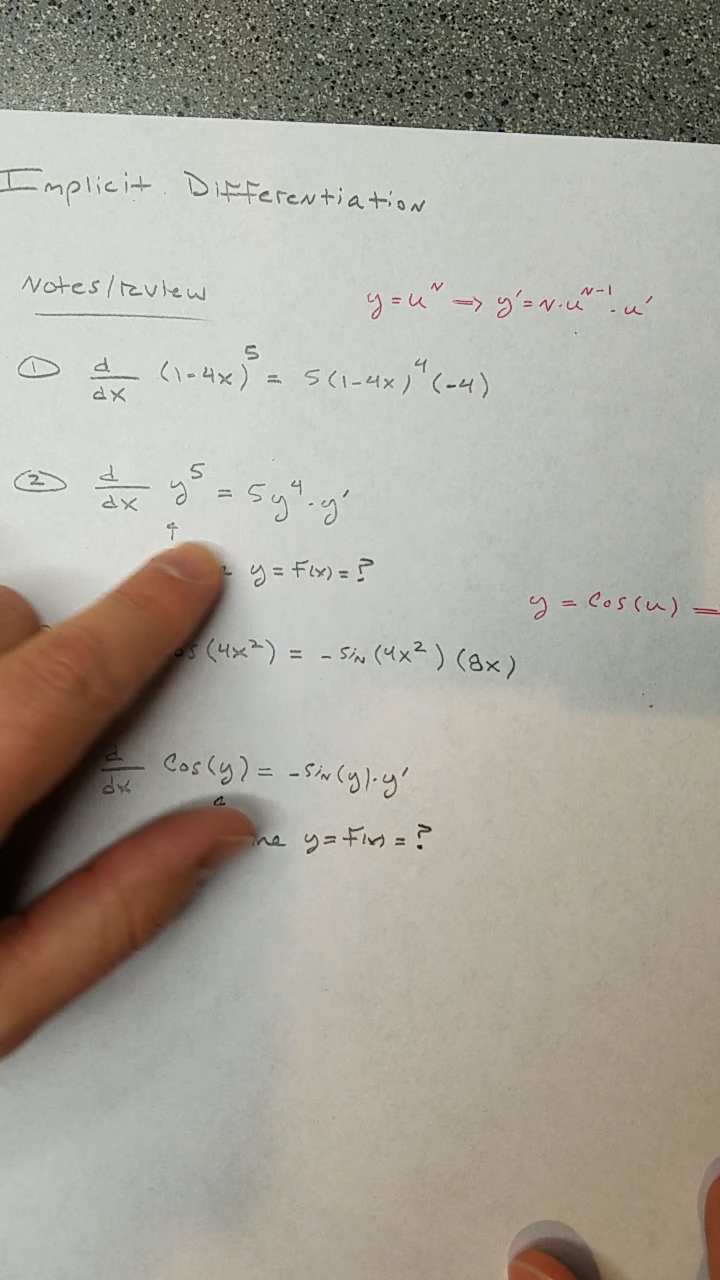 Implicit Differentiation
Notes/review
y = u^N ⇒ y' = N·u^(N-1) · u'
① d/dx (1-4x)^5 = 5(1-4x)^4 (-4)
② d/dx y^5 = 5y^4 · y'
y = F(x) = ?
y = Cos(u) =
(4x²) = -sin(4x²)(8x)
d/dx Cos(y) = -sin(y)·y'
y = F(x) = ?